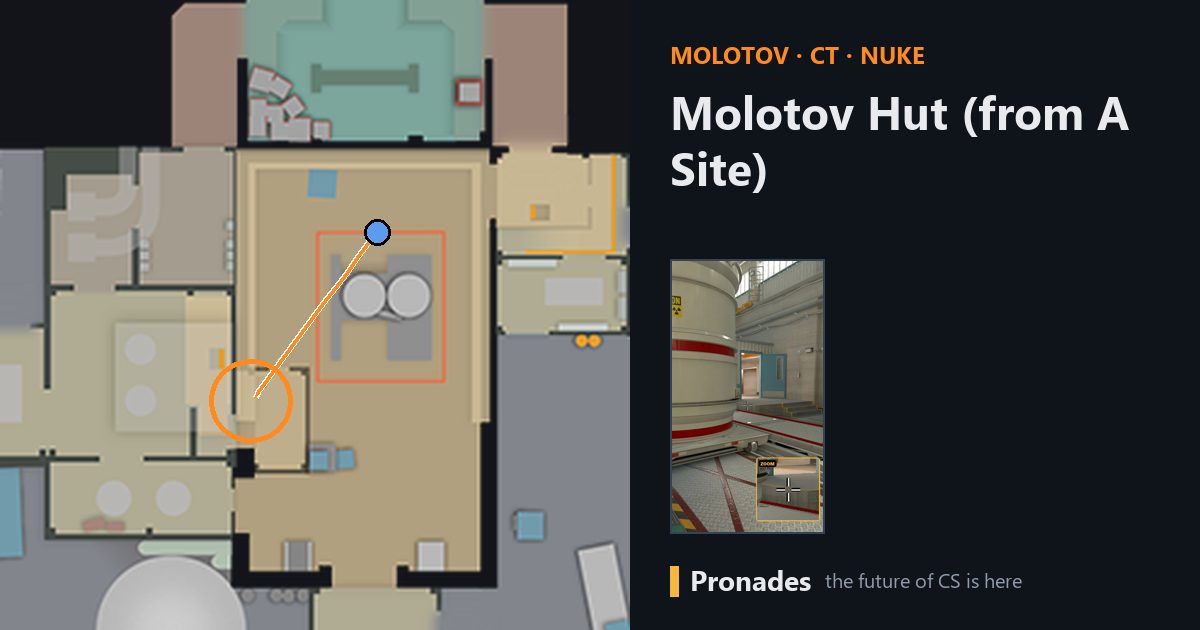 MOLOTOV · CT · NUKE
Molotov Hut (from A
Site)
ZOOM
Pronades the future of CS is here